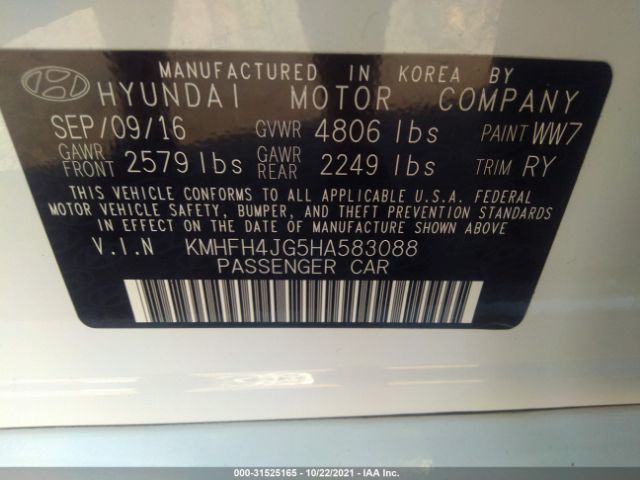 MANUFACTURED IN KOREA BY
HYUNDAI MOTOR COMPANY
SEP/09/16 GVWR 4806 lbs PAINT WW7
GAWR FRONT 2579 lbs GAWR REAR 2249 lbs TRIM RY
THIS VEHICLE CONFORMS TO ALL APPLICABLE U.S.A. FEDERAL
MOTOR VEHICLE SAFETY, BUMPER, AND THEFT PREVENTION STANDARDS
IN EFFECT ON THE DATE OF MANUFACTURE SHOWN ABOVE.
V.I.N KMHFH4JG5HA583088
PASSENGER CAR
000-31525165 - 10/22/2021 - IAA Inc.